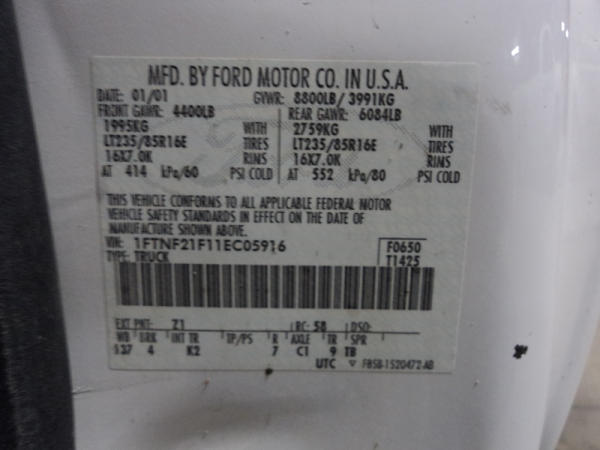 MFD. BY FORD MOTOR CO. IN U.S.A.
DATE: 01/01 GVWR: 8800LB/ 3991KG
FRONT GAWR: 4400LB REAR GAWR: 6084LB
1995KG WITH 2759KG WITH
LT235/85R16E TIRES LT235/85R16E TIRES
16X7.0K RIMS 16X7.0K RIMS
AT 414 kPa/60 PSI COLD AT 552 kPa/80 PSI COLD
THIS VEHICLE CONFORMS TO ALL APPLICABLE FEDERAL MOTOR
VEHICLE SAFETY STANDARDS IN EFFECT ON THE DATE OF
MANUFACTURE SHOWN ABOVE.
VIN: 1FTNF21F11EC05916 F0650
TYPE: TRUCK T1425
EXT PNT: Z1 RC: 58 DSO:
WB BRK INT TR TP/PS R AXLE TR SPR
137 4 K2 7 C1 9 TB
UTC ▽ F85B-1520472-AB